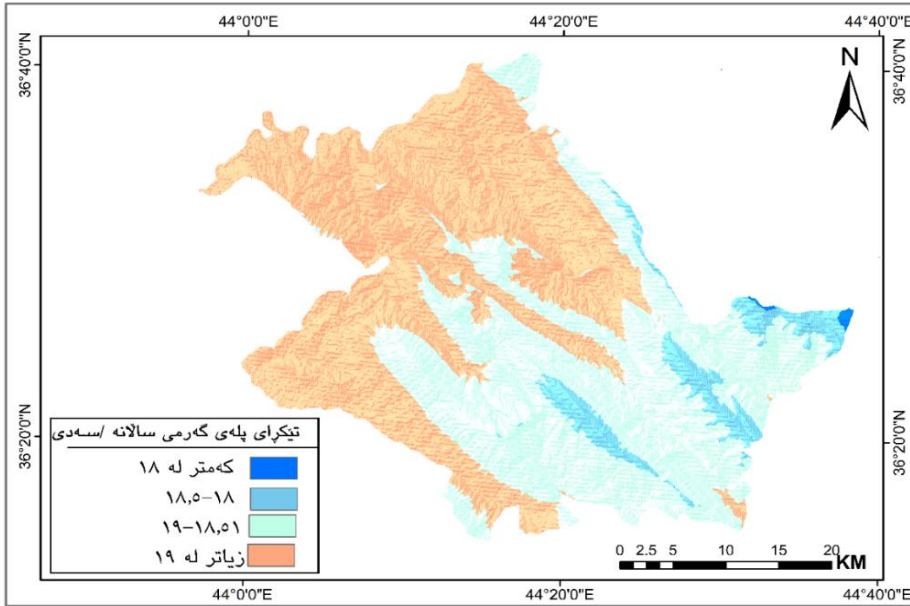 44°0'0"E 44°20'0"E 44°40'0"E
36°40'0"N 36°40'0"N
N
36°20'0"N 36°20'0"N
تێکڕای پلەی گەرمی ساڵانە /سەدی
کەمتر لە ١٨
١٨-١٨,٥
١٨,٥١-١٩
زیاتر لە ١٩
0 2.5 5 10 15 20 KM
44°0'0"E 44°20'0"E 44°40'0"E